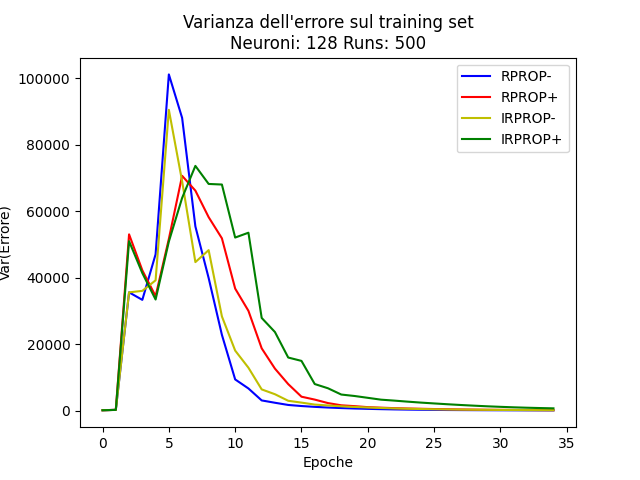 Varianza dell'errore sul training set
Neuroni: 128 Runs: 500
RPROP-
RPROP+
IRPROP-
IRPROP+
Var(Errore)
100000
80000
60000
40000
20000
0
0 5 10 15 20 25 30 35
Epoche